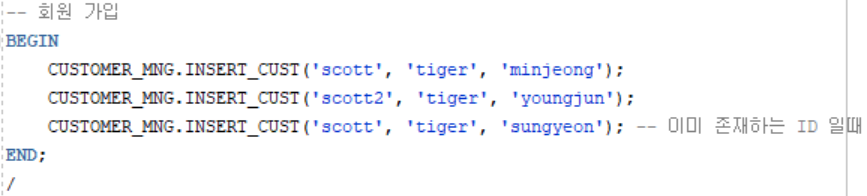 -- 회원 가입
BEGIN
    CUSTOMER_MNG.INSERT_CUST('scott', 'tiger', 'minjeong');
    CUSTOMER_MNG.INSERT_CUST('scott2', 'tiger', 'youngjun');
    CUSTOMER_MNG.INSERT_CUST('scott', 'tiger', 'sungyeon'); -- 이미 존재하는 ID 일때
END;
/